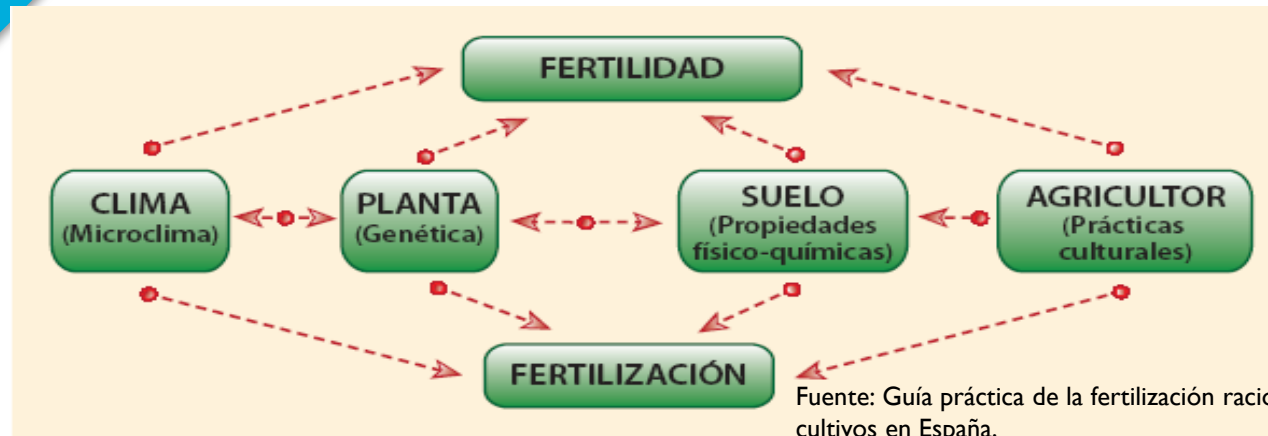 FERTILIDAD
CLIMA
(Microclima)
PLANTA
(Genética)
SUELO
(Propiedades
físico-químicas)
AGRICULTOR
(Prácticas
culturales)
FERTILIZACIÓN
Fuente: Guía práctica de la fertilización
cultivos en España.